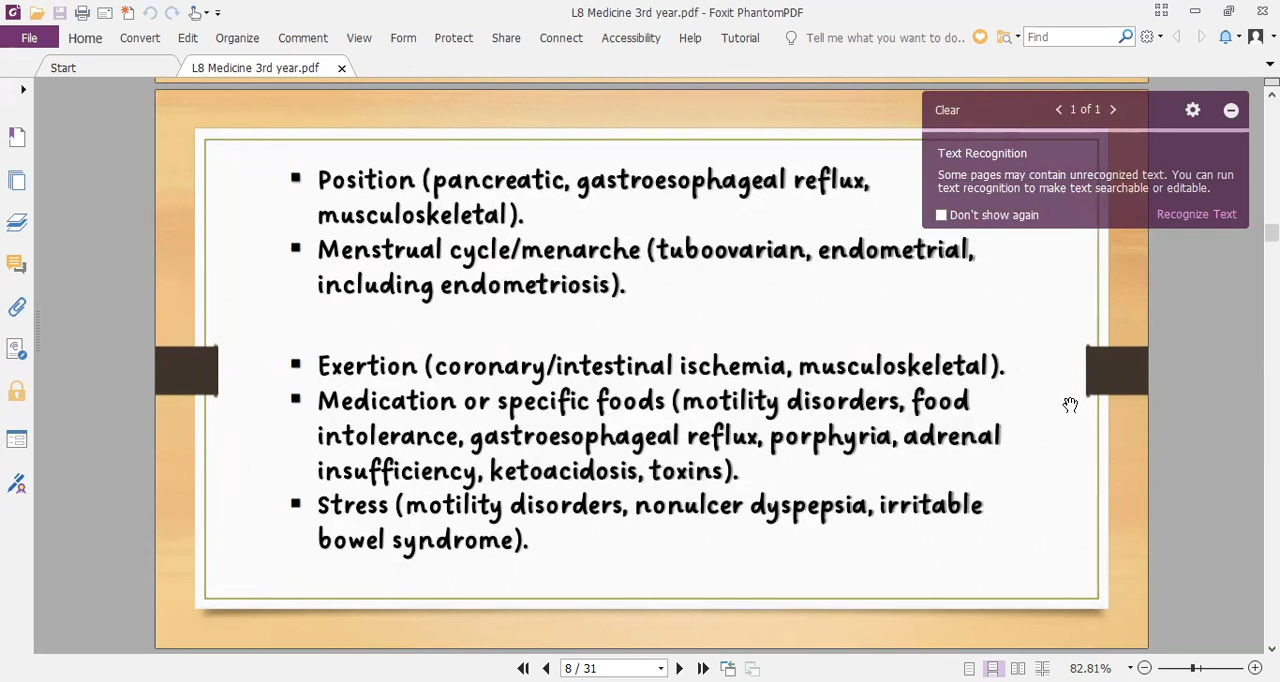 L8 Medicine 3rd year.pdf - Foxit PhantomPDF
File Home Convert Edit Organize Comment View Form Protect Share Connect Accessibility Help Tutorial Tell me what you want to do.. Find
Start L8 Medicine 3rd year.pdf
Clear 1 of 1
Text Recognition
Some pages may contain unrecognized text. You can run
text recognition to make text searchable or editable.
Don't show again Recognize Text
▪ Position (pancreatic, gastroesophageal reflux,
musculoskeletal).
▪ Menstrual cycle/menarche (tuboovarian, endometrial,
including endometriosis).
▪ Exertion (coronary/intestinal ischemia, musculoskeletal).
▪ Medication or specific foods (motility disorders, food
intolerance, gastroesophageal reflux, porphyria, adrenal
insufficiency, ketoacidosis, toxins).
▪ Stress (motility disorders, nonulcer dyspepsia, irritable
bowel syndrome).
8 / 31 82.81%